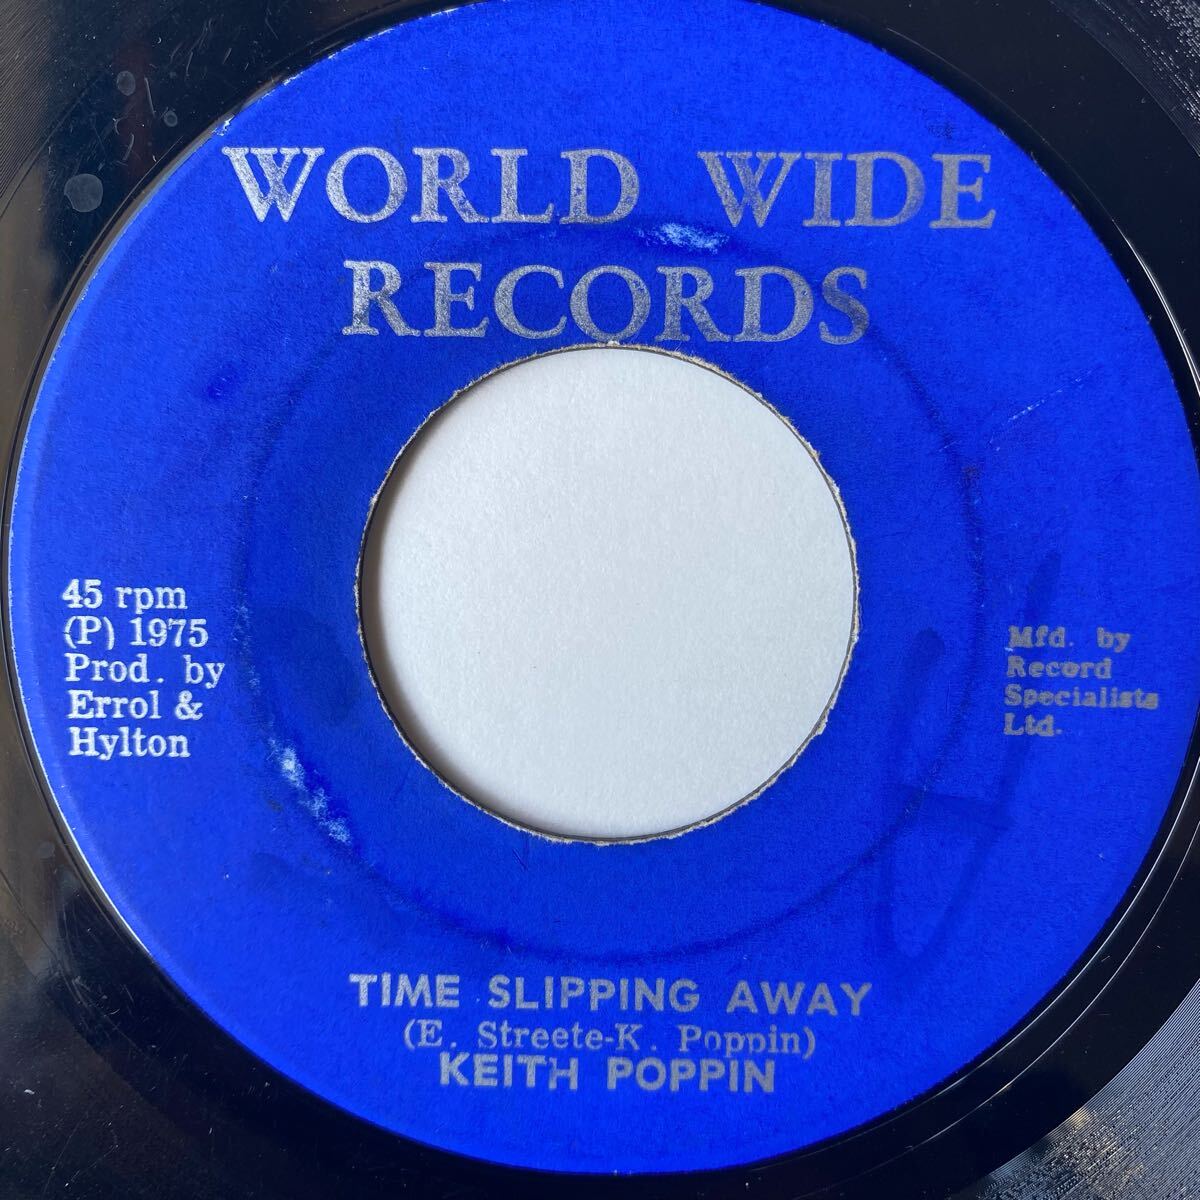 WORLD WIDE
RECORDS
45 rpm
(P) 1975
Prod. by
Errol &
Hylton
Mfd. by
Record
Specialists
Ltd.
TIME SLIPPING AWAY
(E. Streete-K. Poppin)
KEITH POPPIN